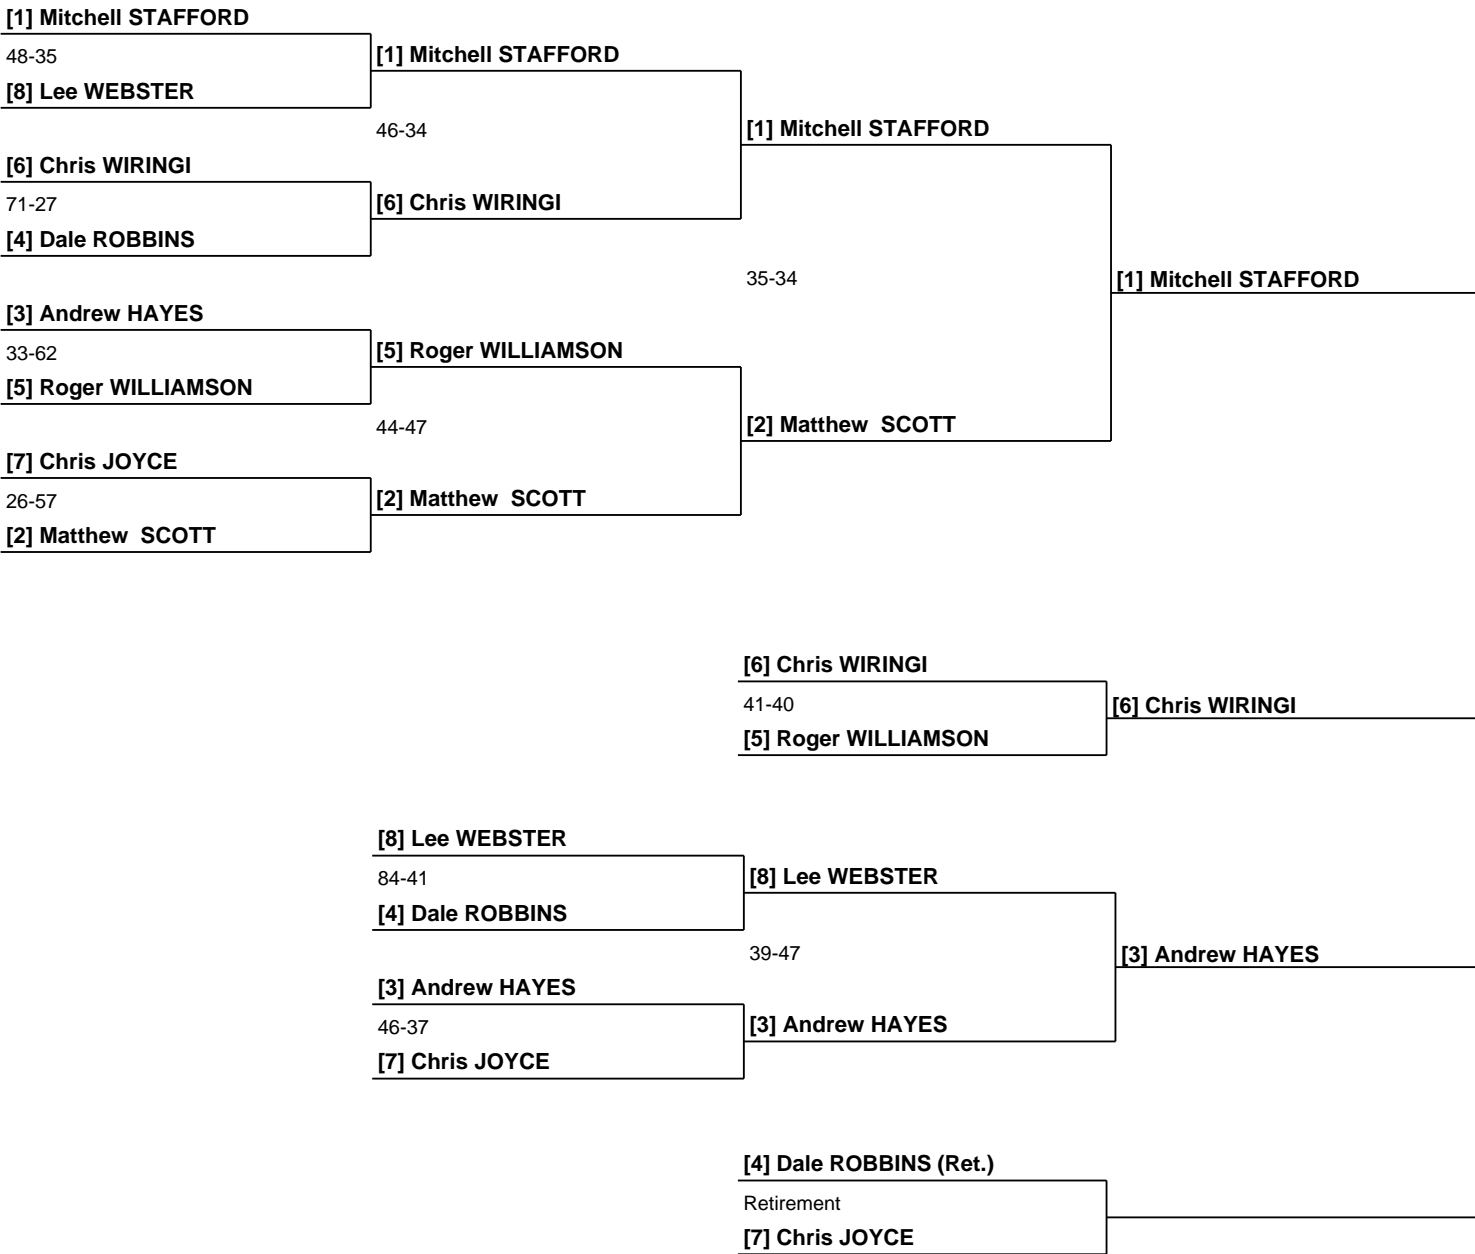 [1] Mitchell STAFFORD
48-35
[8] Lee WEBSTER
[1] Mitchell STAFFORD
46-34
[6] Chris WIRINGI
71-27
[4] Dale ROBBINS
[6] Chris WIRINGI
[1] Mitchell STAFFORD
35-34
[1] Mitchell STAFFORD
[3] Andrew HAYES
33-62
[5] Roger WILLIAMSON
[5] Roger WILLIAMSON
44-47
[2] Matthew  SCOTT
[7] Chris JOYCE
26-57
[2] Matthew  SCOTT
[2] Matthew  SCOTT
[6] Chris WIRINGI
41-40
[5] Roger WILLIAMSON
[6] Chris WIRINGI
[8] Lee WEBSTER
84-41
[4] Dale ROBBINS
[8] Lee WEBSTER
39-47
[3] Andrew HAYES
[3] Andrew HAYES
46-37
[7] Chris JOYCE
[3] Andrew HAYES
[4] Dale ROBBINS (Ret.)
Retirement
[7] Chris JOYCE